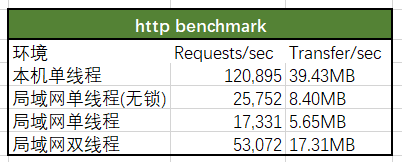 http benchmark
环境 Requests/sec Transfer/sec
本机单线程 120,895 39.43MB
局域网单线程(无锁) 25,752 8.40MB
局域网单线程 17,331 5.65MB
局域网双线程 53,072 17.31MB